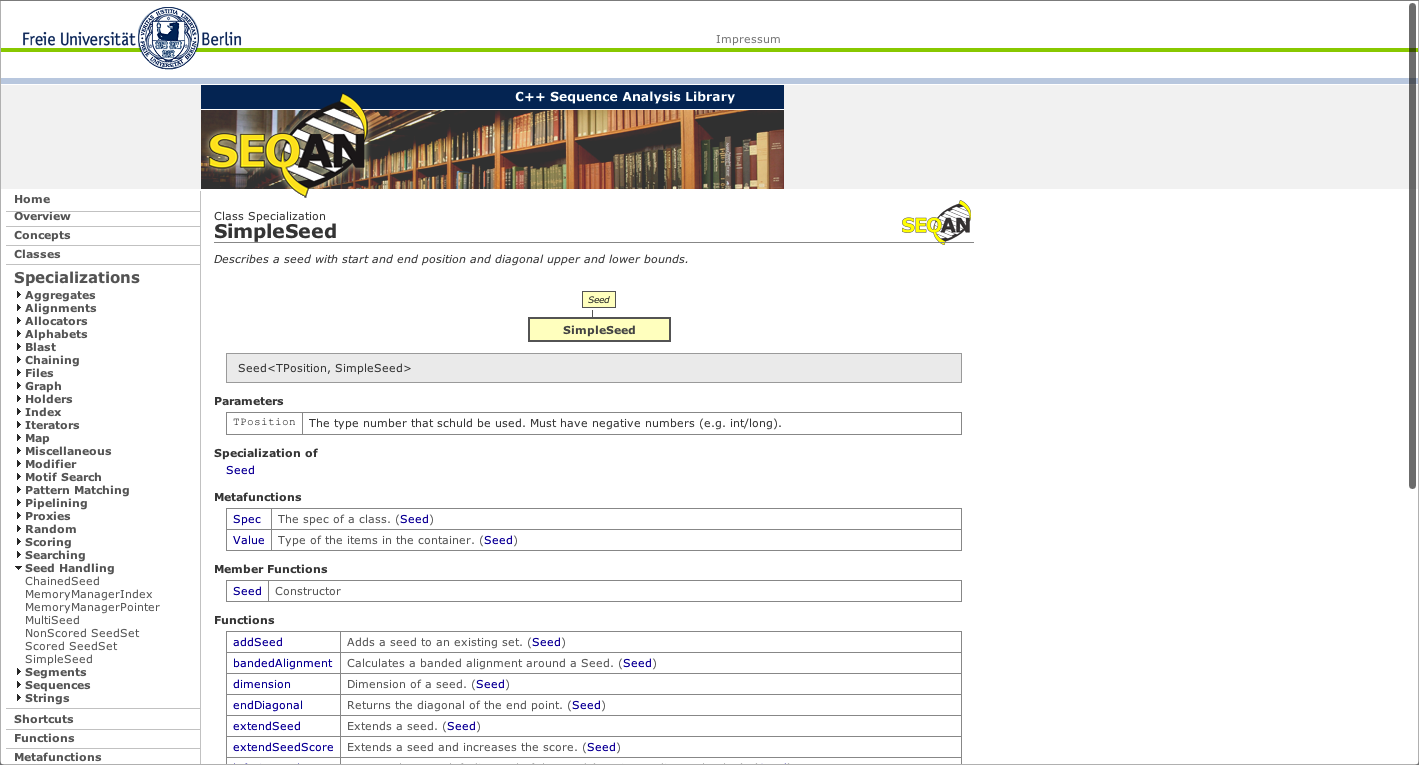 Freie Universität Berlin
Impressum
C++ Sequence Analysis Library
SEQAN
Home
Overview
Concepts
Classes
Specializations
Aggregates
Alignments
Allocators
Alphabets
Blast
Chaining
Files
Graph
Holders
Index
Iterators
Map
Miscellaneous
Modifier
Motif Search
Pattern Matching
Pipelining
Proxies
Random
Scoring
Searching
Seed Handling
ChainedSeed
MemoryManagerIndex
MemoryManagerPointer
MultiSeed
NonScored SeedSet
Scored SeedSet
SimpleSeed
Segments
Sequences
Strings
Shortcuts
Functions
Metafunctions
Class Specialization
SimpleSeed
SEQAN
Describes a seed with start and end position and diagonal upper and lower bounds.
Seed
SimpleSeed
Seed<TPosition, SimpleSeed>
Parameters
TPosition The type number that schuld be used. Must have negative numbers (e.g. int/long).
Specialization of
Seed
Metafunctions
Spec The spec of a class. (Seed)
Value Type of the items in the container. (Seed)
Member Functions
Seed Constructor
Functions
addSeed Adds a seed to an existing set. (Seed)
bandedAlignment Calculates a banded alignment around a Seed. (Seed)
dimension Dimension of a seed. (Seed)
endDiagonal Returns the diagonal of the end point. (Seed)
extendSeed Extends a seed. (Seed)
extendSeedScore Extends a seed and increases the score. (Seed)